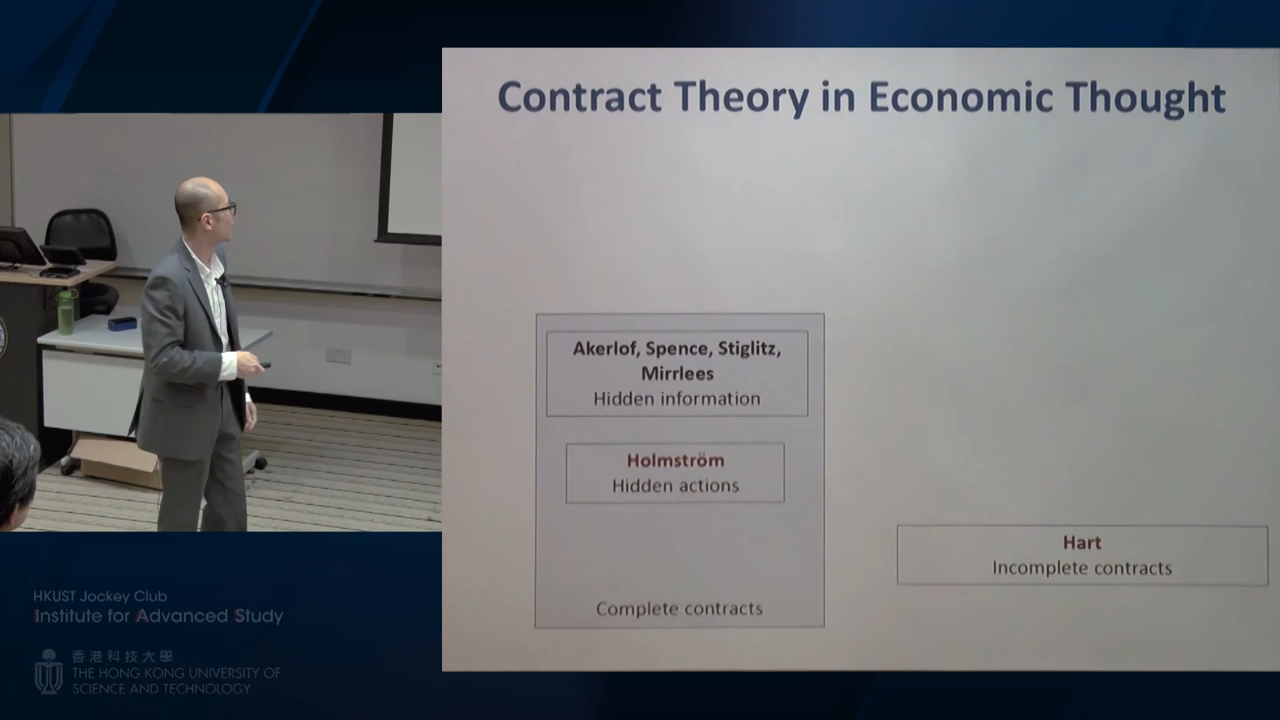 Contract Theory in Economic Thought
Akerlof, Spence, Stiglitz,
Mirrlees
Hidden information
Holmström
Hidden actions
Complete contracts
Hart
Incomplete contracts
HKUST Jockey Club
Institute for Advanced Study
香港科技大學
THE HONG KONG UNIVERSITY OF
SCIENCE AND TECHNOLOGY